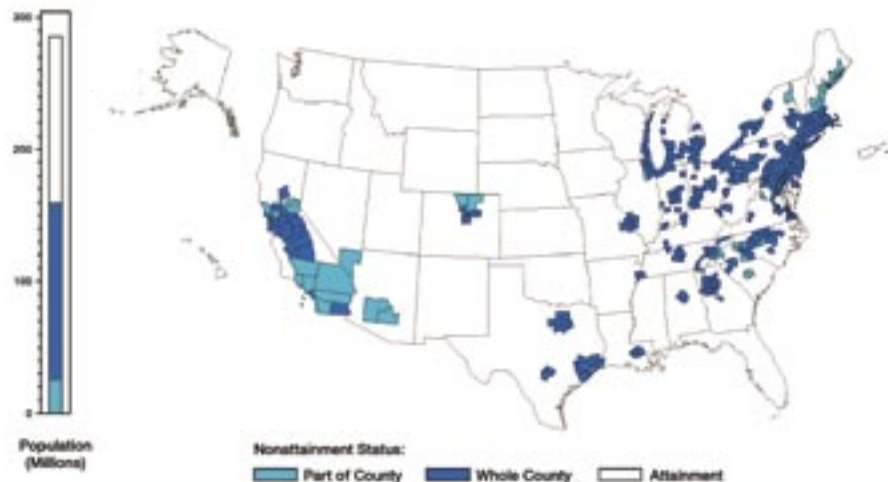 300
200
100
0
Population
(Millions)
Nonattainment Status:
Part of County Whole County Attainment